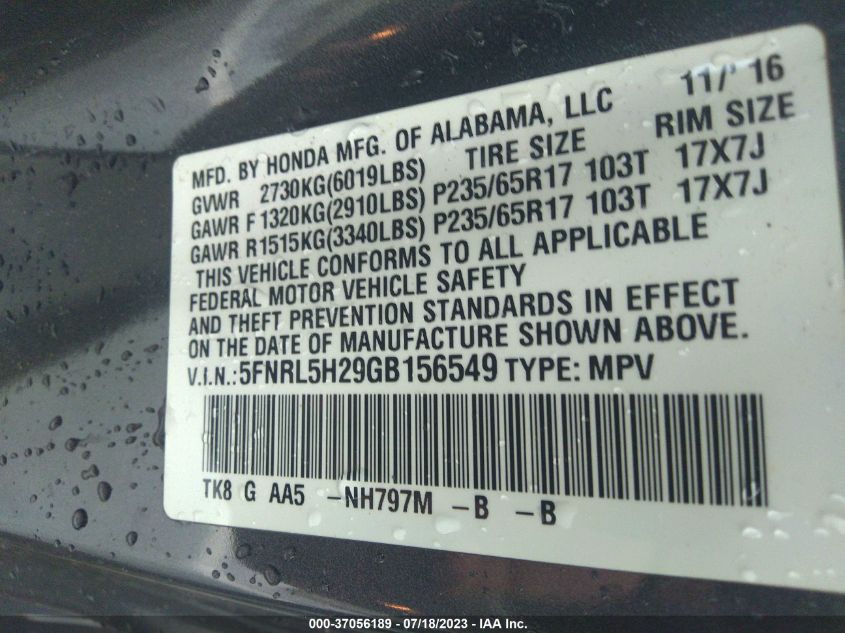 11/ '16
MFD. BY HONDA MFG. OF ALABAMA, LLC
GVWR 2730KG(6019LBS) TIRE SIZE RIM SIZE
GAWR F 1320KG(2910LBS) P235/65R17 103T 17X7J
GAWR R1515KG(3340LBS) P235/65R17 103T 17X7J
THIS VEHICLE CONFORMS TO ALL APPLICABLE
FEDERAL MOTOR VEHICLE SAFETY
AND THEFT PREVENTION STANDARDS IN EFFECT
ON THE DATE OF MANUFACTURE SHOWN ABOVE.
V.I.N.:5FNRL5H29GB156549 TYPE: MPV
TK8 G AA5 -NH797M -B -B
000-37056189 - 07/18/2023 - IAA Inc.